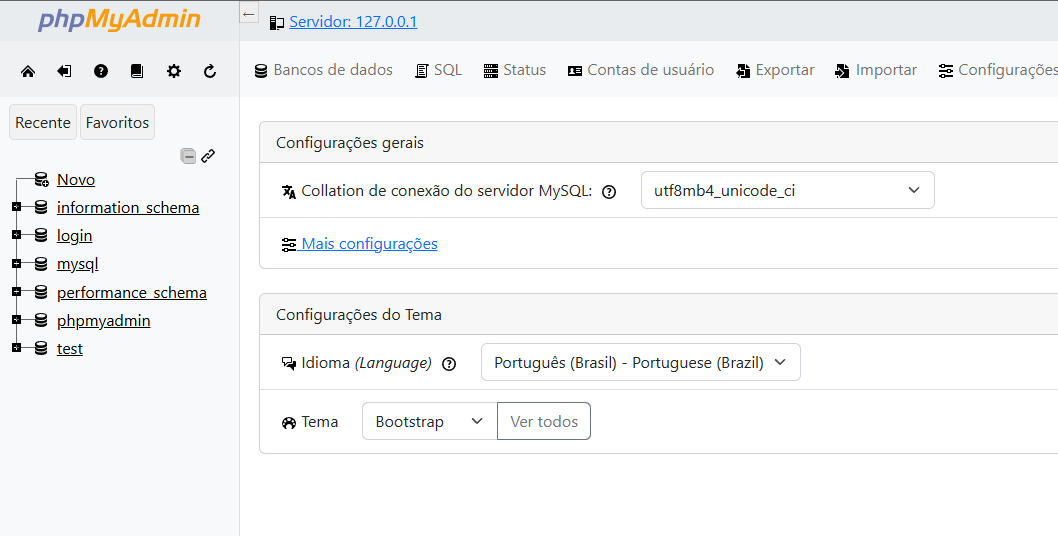 phpMyAdmin
Servidor: 127.0.0.1
Bancos de dados SQL Status Contas de usuário Exportar Importar Configurações
Recente Favoritos
Novo
information_schema
login
mysql
performance_schema
phpmyadmin
test
Configurações gerais
Collation de conexão do servidor MySQL: utf8mb4_unicode_ci
Mais configurações
Configurações do Tema
Idioma (Language) Português (Brasil) - Portuguese (Brazil)
Tema Bootstrap Ver todos